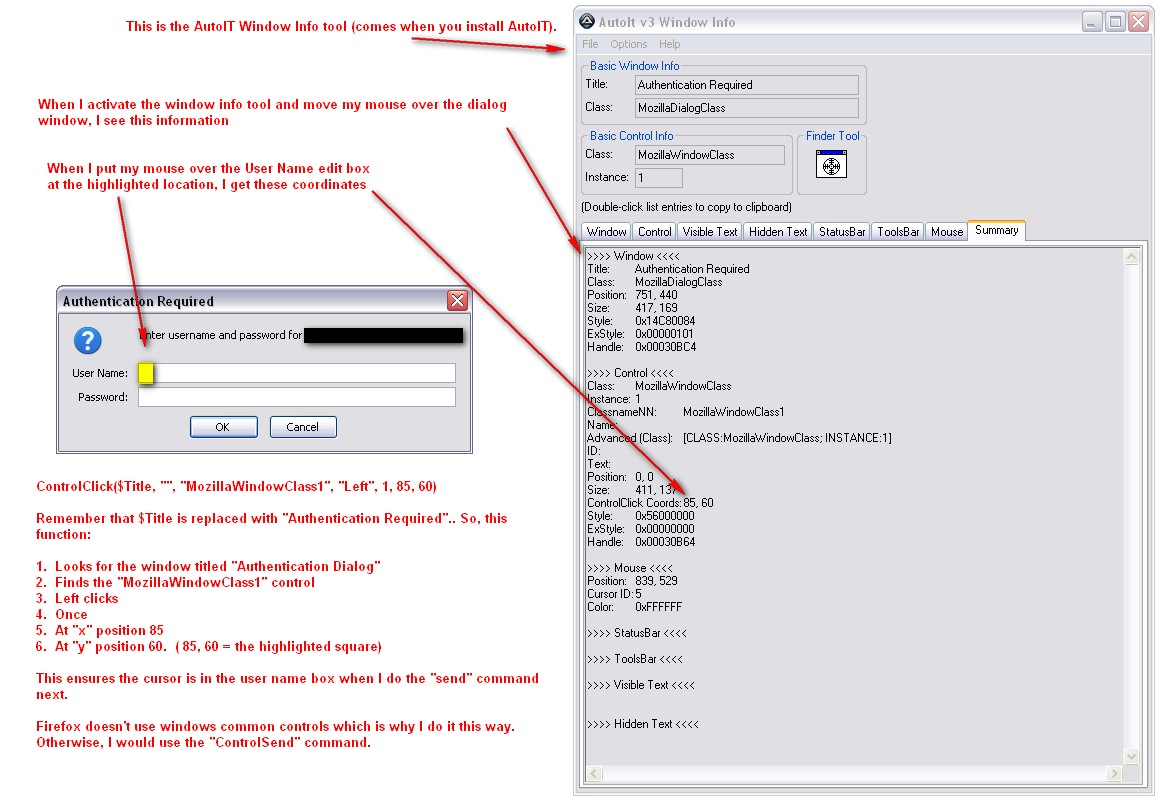 This is the AutoIT Window Info tool (comes when you install AutoIT).
When I activate the window info tool and move my mouse over the dialog
window, I see this information
When I put my mouse over the User Name edit box
at the highlighted location, I get these coordinates
Authentication Required
Enter username and password for
User Name:
Password:
OK
Cancel
ControlClick($Title, "", "MozillaWindowClass1", "Left", 1, 85, 60)
Remember that $Title is replaced with "Authentication Required".. So, this
function:
1. Looks for the window titled "Authentication Dialog"
2. Finds the "MozillaWindowClass1" control
3. Left clicks
4. Once
5. At "x" position 85
6. At "y" position 60. ( 85, 60 = the highlighted square)
This ensures the cursor is in the user name box when I do the "send" command
next.
Firefox doesn't use windows common controls which is why I do it this way.
Otherwise, I would use the "ControlSend" command.
AutoIt v3 Window Info
File Options Help
Basic Window Info
Title: Authentication Required
Class: MozillaDialogClass
Basic Control Info
Class: MozillaWindowClass
Instance: 1
Finder Tool
(Double-click list entries to copy to clipboard)
Window Control Visible Text Hidden Text StatusBar ToolsBar Mouse Summary
>>>> Window <<<<
Title: Authentication Required
Class: MozillaDialogClass
Position: 751, 440
Size: 417, 169
Style: 0x14C80084
ExStyle: 0x00000101
Handle: 0x00030BC4
>>>> Control <<<<
Class: MozillaWindowClass
Instance: 1
ClassnameNN: MozillaWindowClass1
Name:
Advanced (Class): [CLASS:MozillaWindowClass; INSTANCE:1]
ID:
Text:
Position: 0, 0
Size: 411, 137
ControlClick Coords: 85, 60
Style: 0x56000000
ExStyle: 0x00000000
Handle: 0x00030B64
>>>> Mouse <<<<
Position: 839, 529
Cursor ID: 5
Color: 0xFFFFFF
>>>> StatusBar <<<<
>>>> ToolsBar <<<<
>>>> Visible Text <<<<
>>>> Hidden Text <<<<